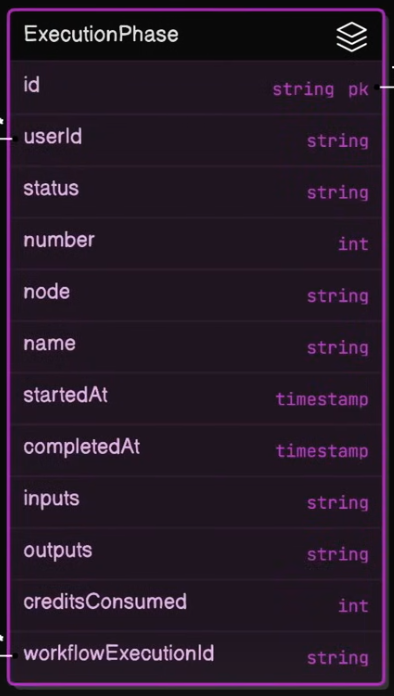 ExecutionPhase
id string pk
userId string
status string
number int
node string
name string
startedAt timestamp
completedAt timestamp
inputs string
outputs string
creditsConsumed int
workflowExecutionId string